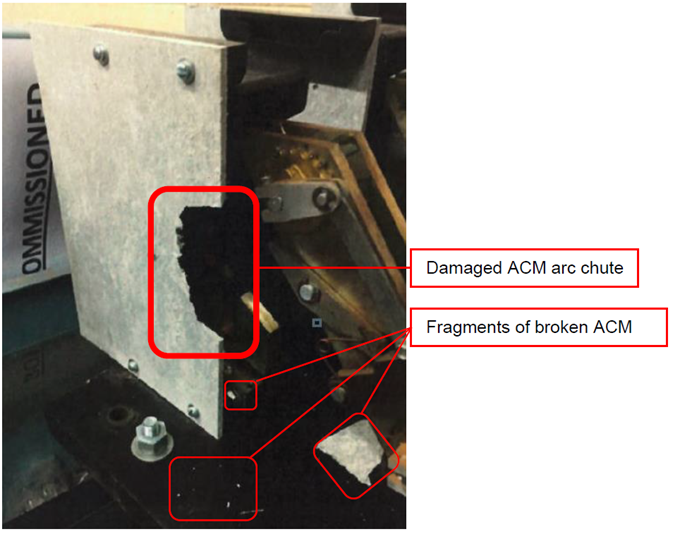 OMMISSIONED
Damaged ACM arc chute
Fragments of broken ACM